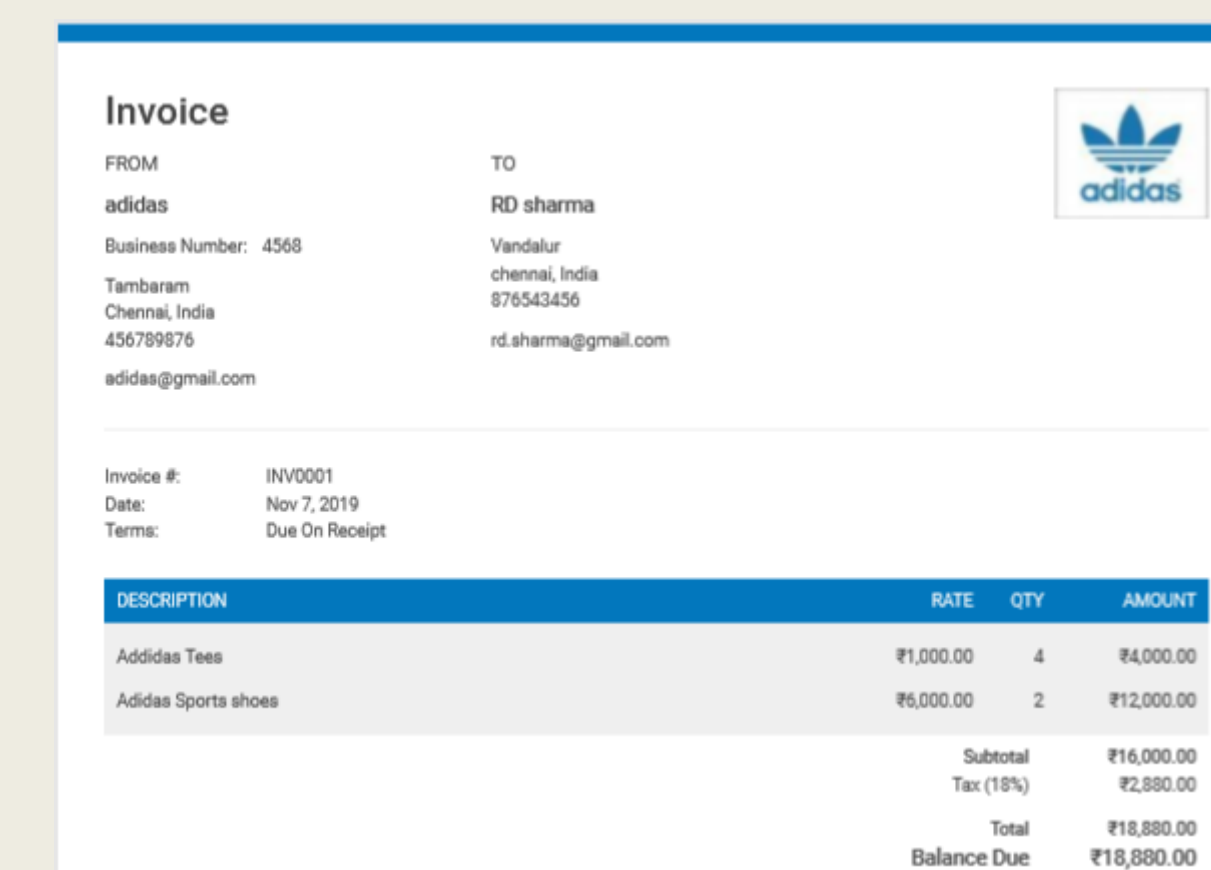 Invoice
FROM
adidas
Business Number: 4568
Tambaram
Chennai, India
456789876
adidas@gmail.com
TO
RD sharma
Vandalur
chennai, India
876543456
rd.sharma@gmail.com
adidas
Invoice #: INV0001
Date: Nov 7, 2019
Terms: Due On Receipt
DESCRIPTION RATE QTY AMOUNT
Addidas Tees ₹1,000.00 4 ₹4,000.00
Adidas Sports shoes ₹6,000.00 2 ₹12,000.00
Subtotal ₹16,000.00
Tax (18%) ₹2,880.00
Total ₹18,880.00
Balance Due ₹18,880.00